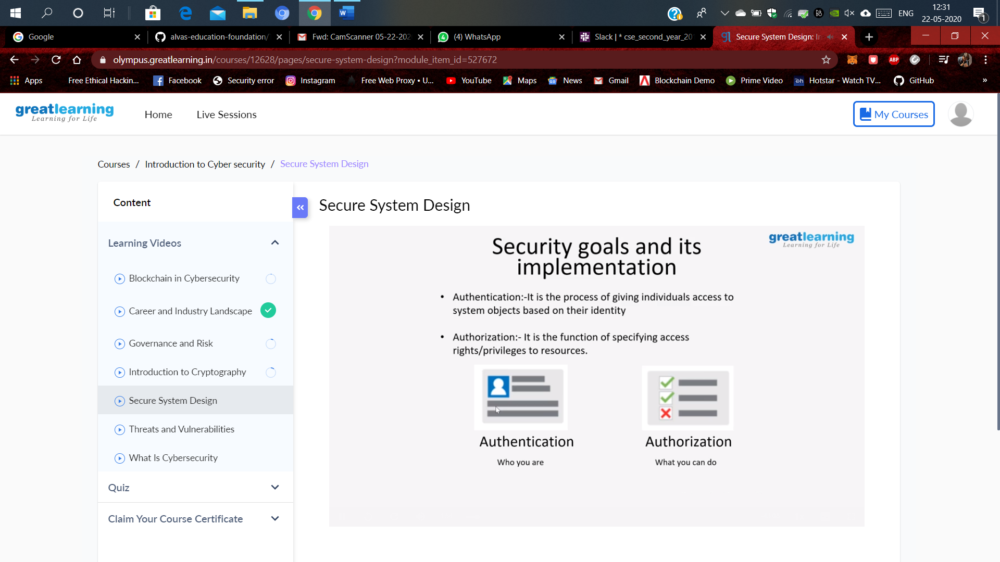 ENG
12:31
22-05-2020
1
Google
alvas-education-foundation/
Fwd: CamScanner 05-22-202
(4) WhatsApp
Slack | * cse_second_year_20
Secure System Design: In
olympus.greatlearning.in/courses/12628/pages/secure-system-design?module_item_id=527672
ABP
Apps
Free Ethical Hackin...
Facebook
Security error
Instagram
Free Web Proxy • U...
YouTube
Maps
News
Gmail
Blockchain Demo
Prime Video
Hotstar - Watch TV...
GitHub
»
greatlearning
Learning for Life
Home
Live Sessions
My Courses
Courses / Introduction to Cyber security / Secure System Design
Content
Learning Videos
Blockchain in Cybersecurity
Career and Industry Landscape
Governance and Risk
Introduction to Cryptography
Secure System Design
Threats and Vulnerabilities
What Is Cybersecurity
Quiz
Claim Your Course Certificate
Secure System Design
greatlearning
Learning for Life
Security goals and its
implementation
• Authentication:-It is the process of giving individuals access to
system objects based on their identity
• Authorization:- It is the function of specifying access
rights/privileges to resources.
Authentication
Who you are
Authorization
What you can do